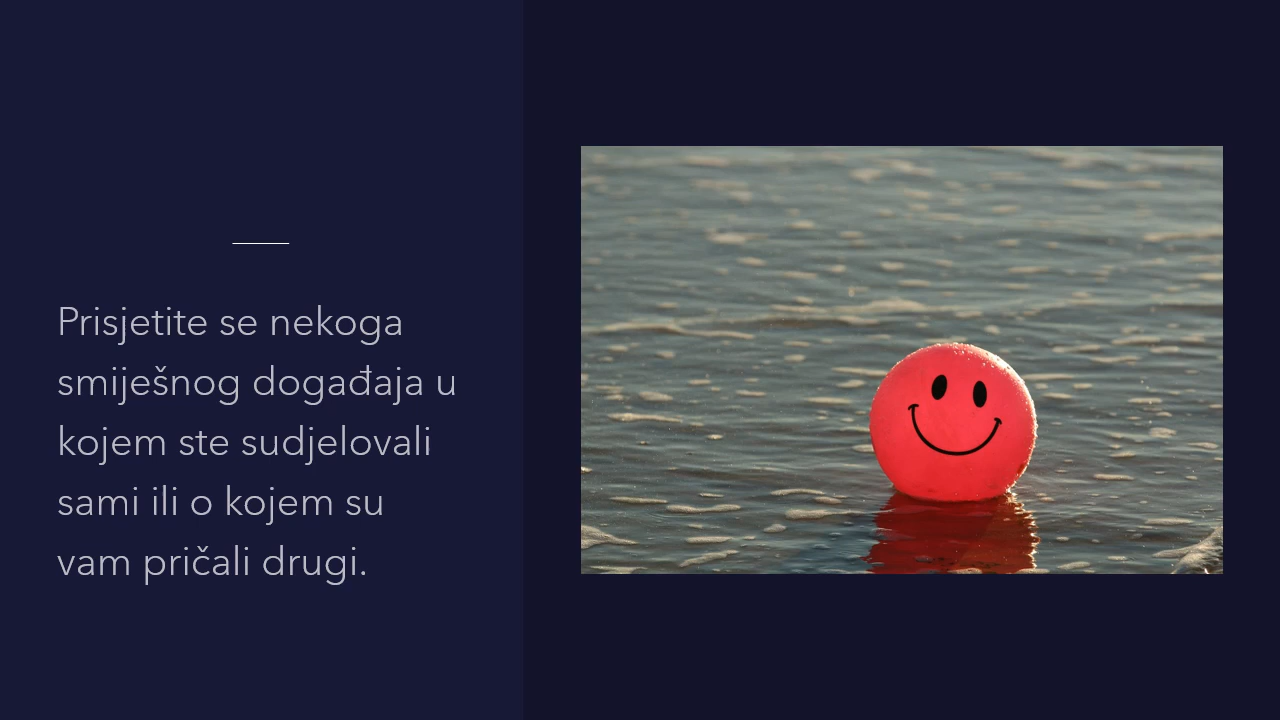 Prisjetite se nekoga
smiješnog događaja u
kojem ste sudjelovali
sami ili o kojem su
vam pričali drugi.